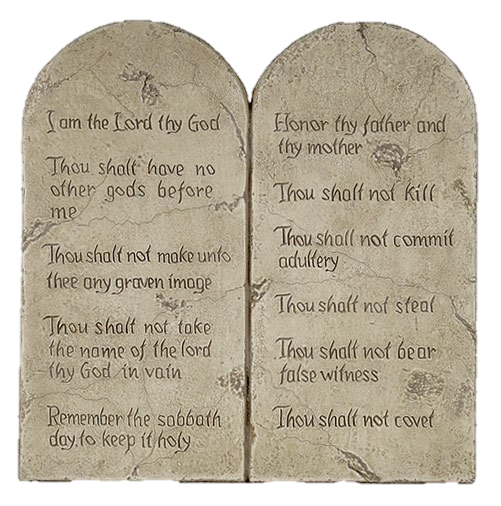 I am the Lord thy God
Thou shalt have no
other gods before
me
Thou shalt not make unto
thee any graven image
Thou shalt not take
the name of the lord
thy God in vain
Remember the sabbath
day, to keep it holy
Honor thy father and
thy mother
Thou shalt not kill
Thou shall not commit
adultery
Thou shalt not steal
Thou shalt not bear
false witness
Thou shalt not covet